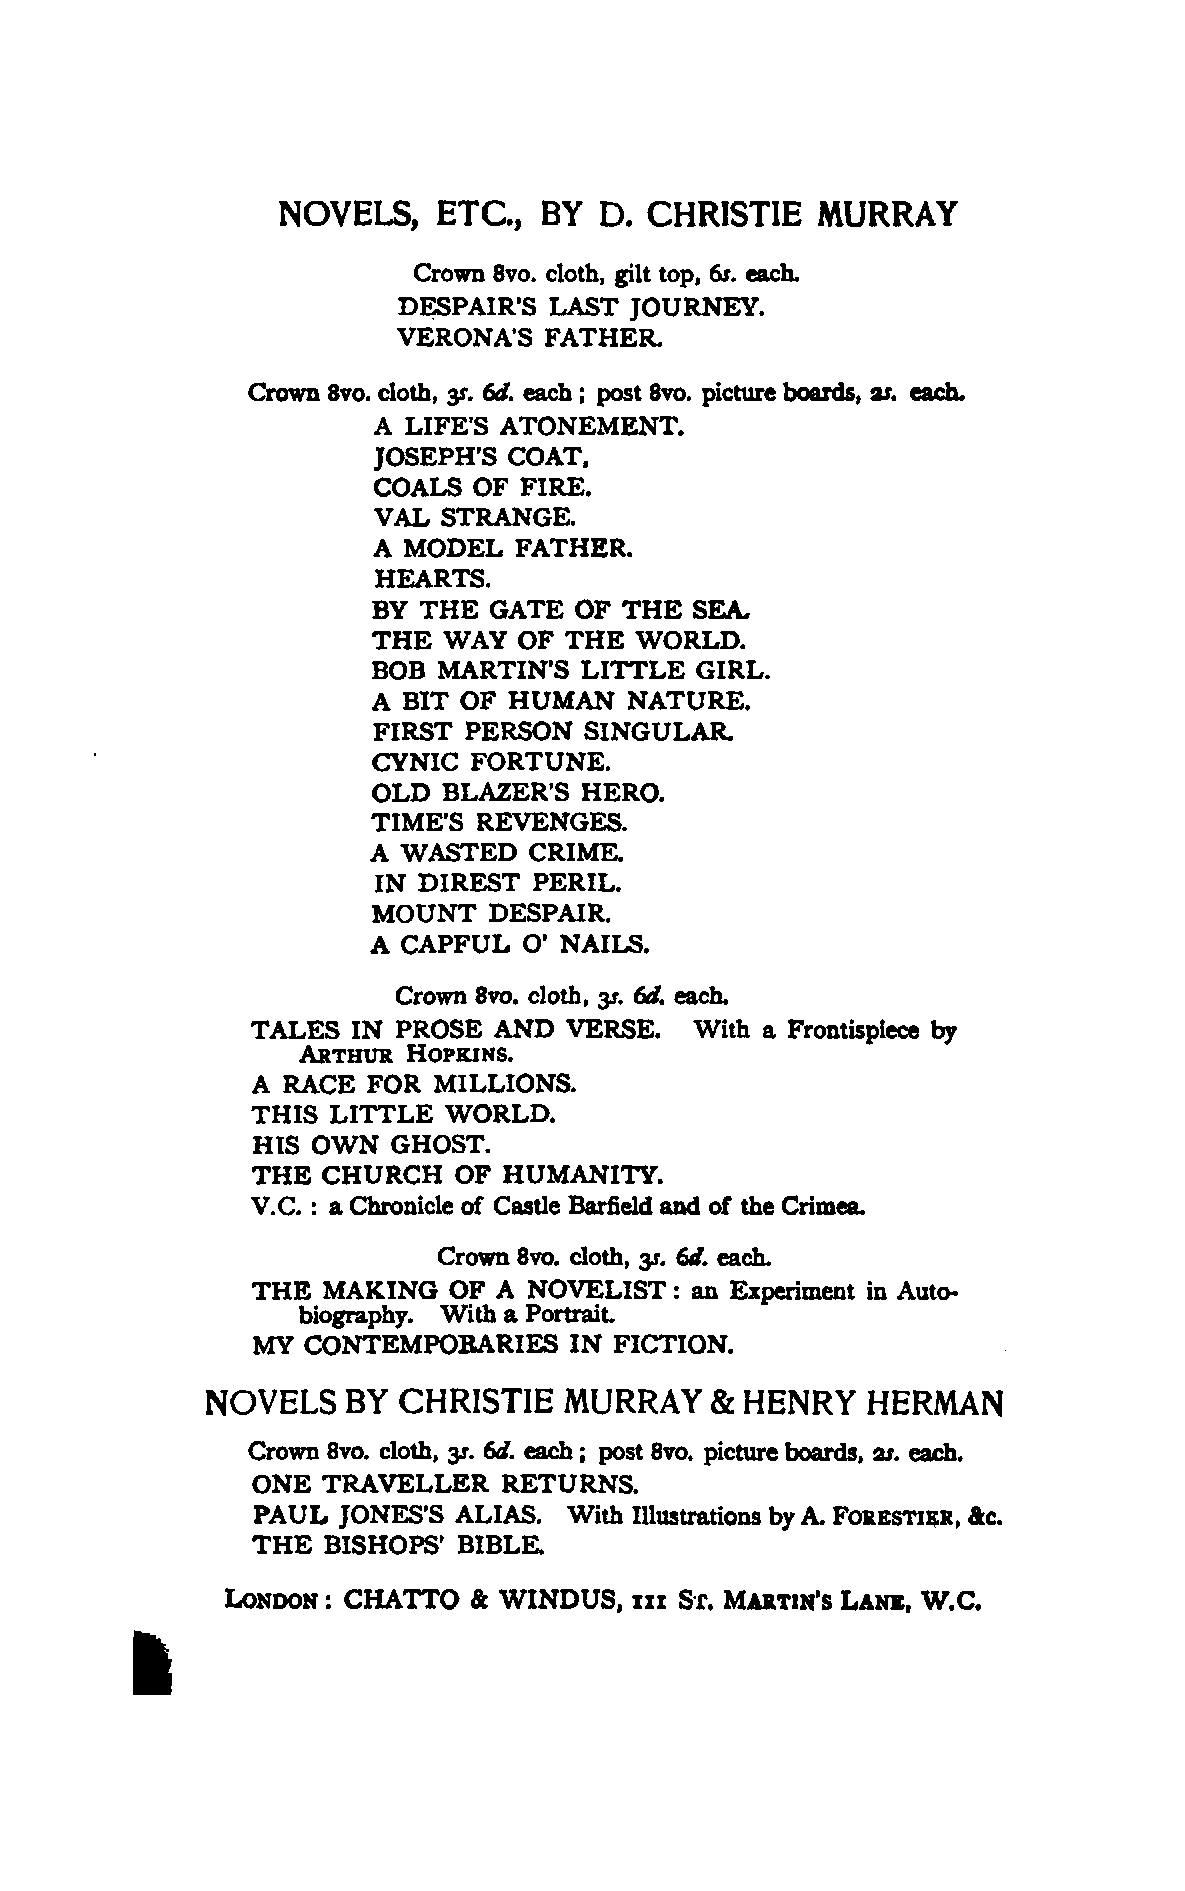 NOVELS, ETC., BY D. CHRISTIE MURRAY
Crown 8vo. cloth, gilt top, 6s. each.
DESPAIR'S LAST JOURNEY.
VERONA'S FATHER.
Crown 8vo. cloth, 3s. 6d. each; post 8vo. picture boards, 2s. each.
A LIFE'S ATONEMENT.
JOSEPH'S COAT.
COALS OF FIRE.
VAL STRANGE.
A MODEL FATHER.
HEARTS.
BY THE GATE OF THE SEA.
THE WAY OF THE WORLD.
BOB MARTIN'S LITTLE GIRL.
A BIT OF HUMAN NATURE.
FIRST PERSON SINGULAR.
CYNIC FORTUNE.
OLD BLAZER'S HERO.
TIME'S REVENGES.
A WASTED CRIME.
IN DIREST PERIL.
MOUNT DESPAIR.
A CAPFUL O' NAILS.
Crown 8vo. cloth, 3s. 6d. each.
TALES IN PROSE AND VERSE. With a Frontispiece by
ARTHUR HOPKINS.
A RACE FOR MILLIONS.
THIS LITTLE WORLD.
HIS OWN GHOST.
THE CHURCH OF HUMANITY.
V.C. : a Chronicle of Castle Barfield and of the Crimea.
Crown 8vo. cloth, 3s. 6d. each.
THE MAKING OF A NOVELIST : an Experiment in Auto-
biography. With a Portrait.
MY CONTEMPORARIES IN FICTION.
NOVELS BY CHRISTIE MURRAY & HENRY HERMAN
Crown 8vo. cloth, 3s. 6d. each; post 8vo. picture boards, 2s. each.
ONE TRAVELLER RETURNS.
PAUL JONES'S ALIAS. With Illustrations by A. FORESTIER, &c.
THE BISHOPS' BIBLE.
LONDON : CHATTO & WINDUS, 111 ST. MARTIN'S LANE, W.C.